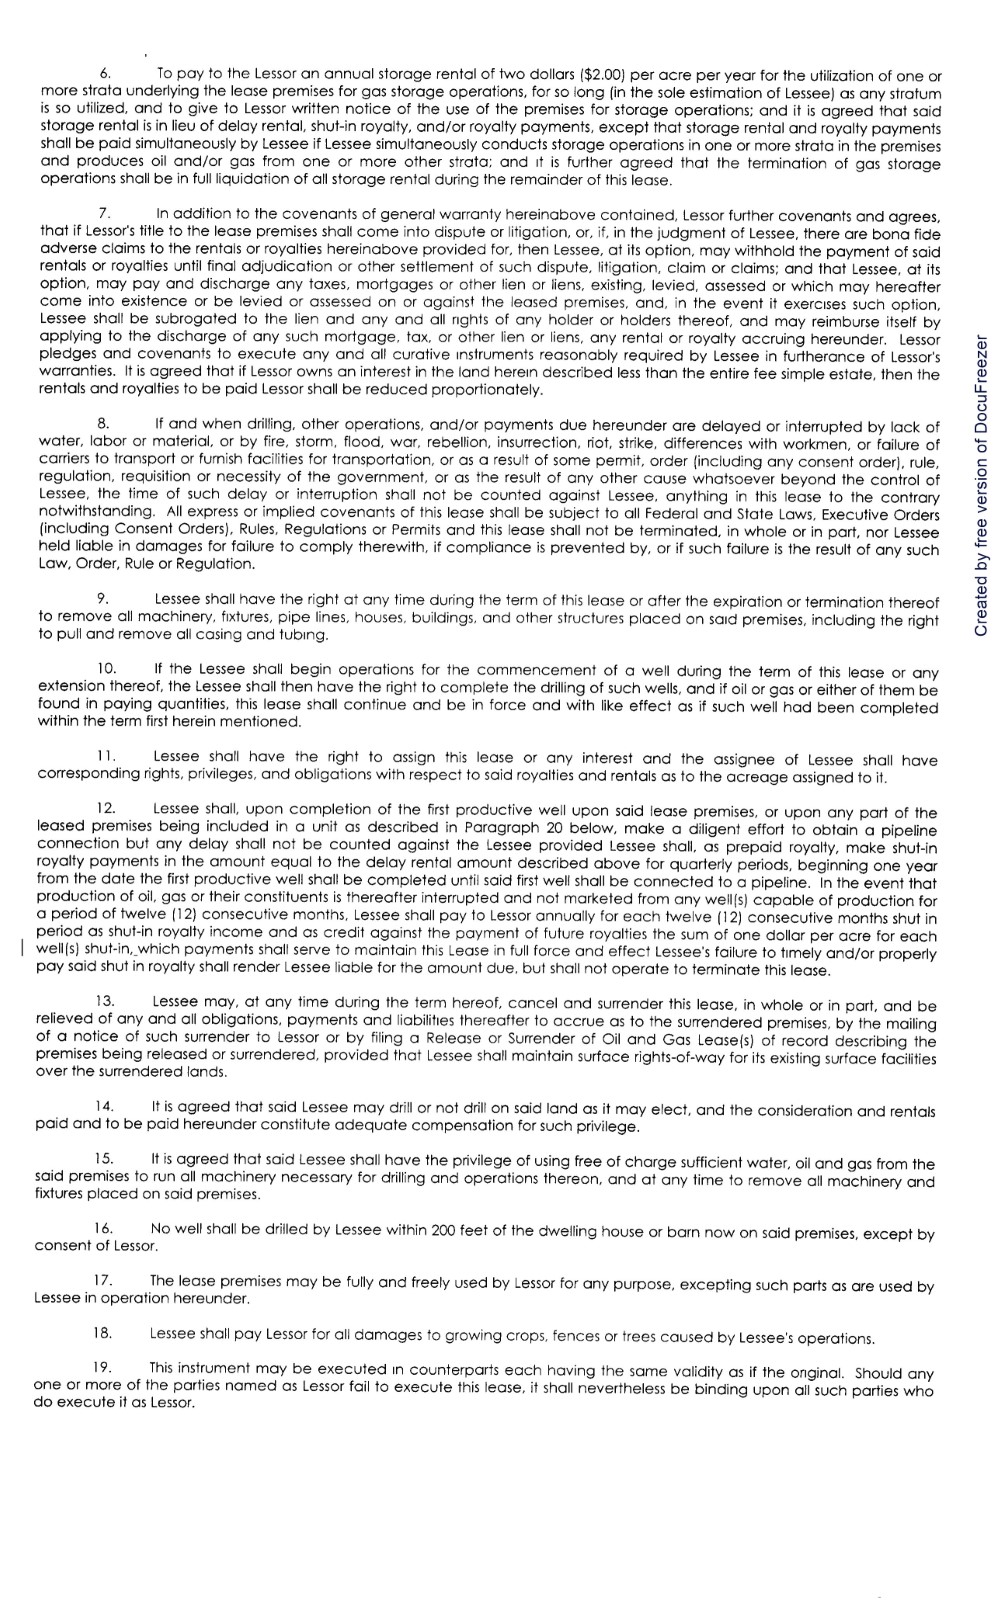 6. To pay to the Lessor an annual storage rental of two dollars ($2.00) per acre per year for the utilization of one or
more strata underlying the lease premises for gas storage operations, for so long (in the sole estimation of Lessee) as any stratum
is so utilized, and to give to Lessor written notice of the use of the premises for storage operations; and it is agreed that said
storage rental is in lieu of delay rental, shut-in royalty, and/or royalty payments, except that storage rental and royalty payments
shall be paid simultaneously by Lessee if Lessee simultaneously conducts storage operations in one or more strata in the premises
and produces oil and/or gas from one or more other strata; and it is further agreed that the termination of gas storage
operations shall be in full liquidation of all storage rental during the remainder of this lease.
7. In addition to the covenants of general warranty hereinabove contained, Lessor further covenants and agrees,
that if Lessor's title to the lease premises shall come into dispute or litigation, or, if, in the judgment of Lessee, there are bona fide
adverse claims to the rentals or royalties hereinabove provided for, then Lessee, at its option, may withhold the payment of said
rentals or royalties until final adjudication or other settlement of such dispute, litigation, claim or claims; and that Lessee, at its
option, may pay and discharge any taxes, mortgages or other lien or liens, existing, levied, assessed or which may hereafter
come into existence or be levied or assessed on or against the leased premises, and, in the event it exercises such option,
Lessee shall be subrogated to the lien and any and all rights of any holder or holders thereof, and may reimburse itself by
applying to the discharge of any such mortgage, tax, or other lien or liens, any rental or royalty accruing hereunder. Lessor
pledges and covenants to execute any and all curative instruments reasonably required by Lessee in furtherance of Lessor's
warranties. It is agreed that if Lessor owns an interest in the land herein described less than the entire fee simple estate, then the
rentals and royalties to be paid Lessor shall be reduced proportionately.
8. If and when drilling, other operations, and/or payments due hereunder are delayed or interrupted by lack of
water, labor or material, or by fire, storm, flood, war, rebellion, insurrection, riot, strike, differences with workmen, or failure of
carriers to transport or furnish facilities for transportation, or as a result of some permit, order (including any consent order), rule,
regulation, requisition or necessity of the government, or as the result of any other cause whatsoever beyond the control of
Lessee, the time of such delay or interruption shall not be counted against Lessee, anything in this lease to the contrary
notwithstanding. All express or implied covenants of this lease shall be subject to all Federal and State Laws, Executive Orders
(including Consent Orders), Rules, Regulations or Permits and this lease shall not be terminated, in whole or in part, nor Lessee
held liable in damages for failure to comply therewith, if compliance is prevented by, or if such failure is the result of any such
Law, Order, Rule or Regulation.
9. Lessee shall have the right at any time during the term of this lease or after the expiration or termination thereof
to remove all machinery, fixtures, pipe lines, houses, buildings, and other structures placed on said premises, including the right
to pull and remove all casing and tubing.
10. If the Lessee shall begin operations for the commencement of a well during the term of this lease or any
extension thereof, the Lessee shall then have the right to complete the drilling of such wells, and if oil or gas or either of them be
found in paying quantities, this lease shall continue and be in force and with like effect as if such well had been completed
within the term first herein mentioned.
11. Lessee shall have the right to assign this lease or any interest and the assignee of Lessee shall have
corresponding rights, privileges, and obligations with respect to said royalties and rentals as to the acreage assigned to it.
12. Lessee shall, upon completion of the first productive well upon said lease premises, or upon any part of the
leased premises being included in a unit as described in Paragraph 20 below, make a diligent effort to obtain a pipeline
connection but any delay shall not be counted against the Lessee provided Lessee shall, as prepaid royalty, make shut-in
royalty payments in the amount equal to the delay rental amount described above for quarterly periods, beginning one year
from the date the first productive well shall be completed until said first well shall be connected to a pipeline. In the event that
production of oil, gas or their constituents is thereafter interrupted and not marketed from any well(s) capable of production for
a period of twelve (12) consecutive months, Lessee shall pay to Lessor annually for each twelve (12) consecutive months shut in
period as shut-in royalty income and as credit against the payment of future royalties the sum of one dollar per acre for each
well(s) shut-in, which payments shall serve to maintain this Lease in full force and effect Lessee's failure to timely and/or properly
pay said shut in royalty shall render Lessee liable for the amount due, but shall not operate to terminate this lease.
13. Lessee may, at any time during the term hereof, cancel and surrender this lease, in whole or in part, and be
relieved of any and all obligations, payments and liabilities thereafter to accrue as to the surrendered premises, by the mailing
of a notice of such surrender to Lessor or by filing a Release or Surrender of Oil and Gas Lease(s) of record describing the
premises being released or surrendered, provided that Lessee shall maintain surface rights-of-way for its existing surface facilities
over the surrendered lands.
14. It is agreed that said Lessee may drill or not drill on said land as it may elect, and the consideration and rentals
paid and to be paid hereunder constitute adequate compensation for such privilege.
15. It is agreed that said Lessee shall have the privilege of using free of charge sufficient water, oil and gas from the
said premises to run all machinery necessary for drilling and operations thereon, and at any time to remove all machinery and
fixtures placed on said premises.
16. No well shall be drilled by Lessee within 200 feet of the dwelling house or barn now on said premises, except by
consent of Lessor.
17. The lease premises may be fully and freely used by Lessor for any purpose, excepting such parts as are used by
Lessee in operation hereunder.
18. Lessee shall pay Lessor for all damages to growing crops, fences or trees caused by Lessee's operations.
19. This instrument may be executed in counterparts each having the same validity as if the original. Should any
one or more of the parties named as Lessor fail to execute this lease, it shall nevertheless be binding upon all such parties who
do execute it as Lessor.
Created by free version of DocuFreezer